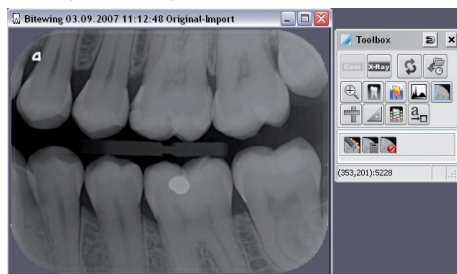 Bitewing 03.09.2007 11:12:48 Original-Import
Toolbox
Cam X-Ray
a
(353,201):5228